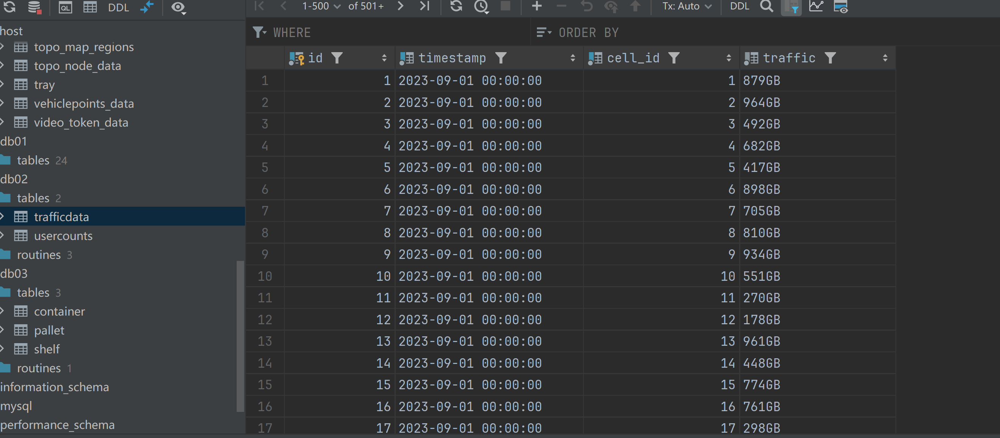 QL DDL
1-500 of 501+ Tx: Auto DDL
host
topo_map_regions
topo_node_data
tray
vehiclepoints_data
video_token_data
db01
tables 24
db02
tables 2
trafficdata
usercounts
routines 3
db03
tables 3
container
pallet
shelf
routines 1
information_schema
mysql
performance_schema
WHERE ORDER BY
id timestamp cell_id traffic
1 1 2023-09-01 00:00:00 1 879GB
2 2 2023-09-01 00:00:00 2 964GB
3 3 2023-09-01 00:00:00 3 492GB
4 4 2023-09-01 00:00:00 4 682GB
5 5 2023-09-01 00:00:00 5 417GB
6 6 2023-09-01 00:00:00 6 898GB
7 7 2023-09-01 00:00:00 7 705GB
8 8 2023-09-01 00:00:00 8 810GB
9 9 2023-09-01 00:00:00 9 934GB
10 10 2023-09-01 00:00:00 10 551GB
11 11 2023-09-01 00:00:00 11 270GB
12 12 2023-09-01 00:00:00 12 178GB
13 13 2023-09-01 00:00:00 13 961GB
14 14 2023-09-01 00:00:00 14 448GB
15 15 2023-09-01 00:00:00 15 774GB
16 16 2023-09-01 00:00:00 16 761GB
17 17 2023-09-01 00:00:00 17 298GB